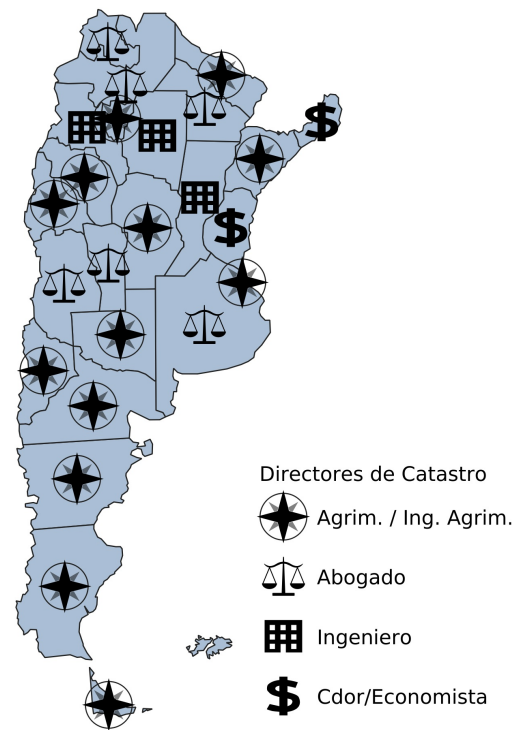 Directores de Catastro
Agrim. / Ing. Agrim.
Abogado
Ingeniero
Cdor/Economista